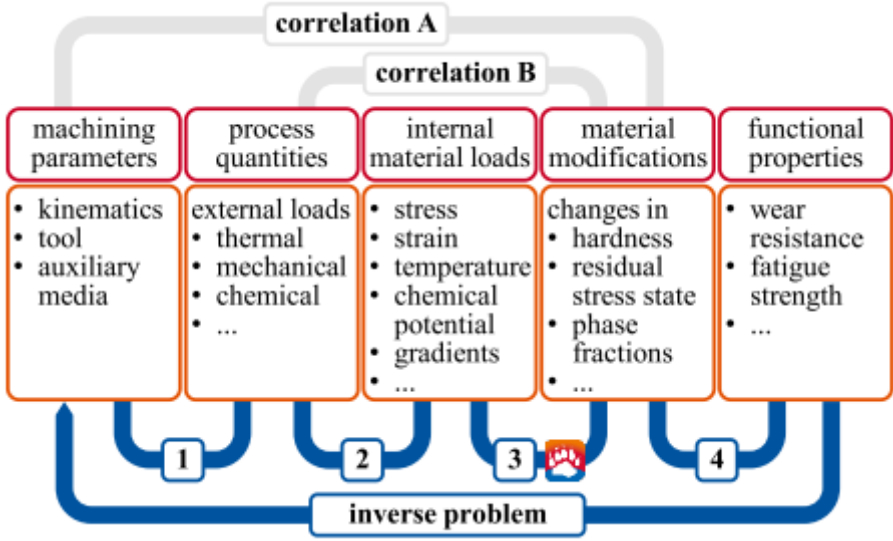 correlation A
correlation B
machining
parameters
process
quantities
internal
material loads
material
modifications
functional
properties
• kinematics
• tool
• auxiliary
media
external loads
• thermal
• mechanical
• chemical
• ...
• stress
• strain
• temperature
• chemical
potential
• gradients
• ...
changes in
• hardness
• residual
stress state
• phase
fractions
• ...
• wear
resistance
• fatigue
strength
• ...
1
2
3
4
inverse problem